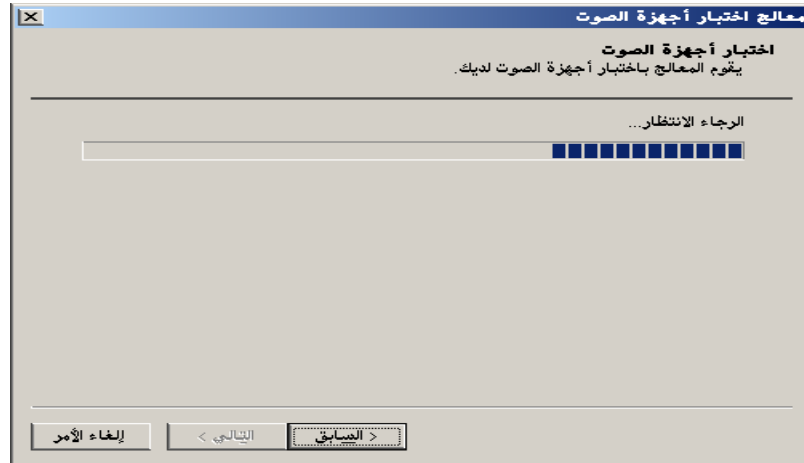 معالج اختبار أجهزة الصوت
اختبار أجهزة الصوت
يقوم المعالج باختبار أجهزة الصوت لديك.
الرجاء الانتظار...
< السابق
التالي >
إلغاء الأمر